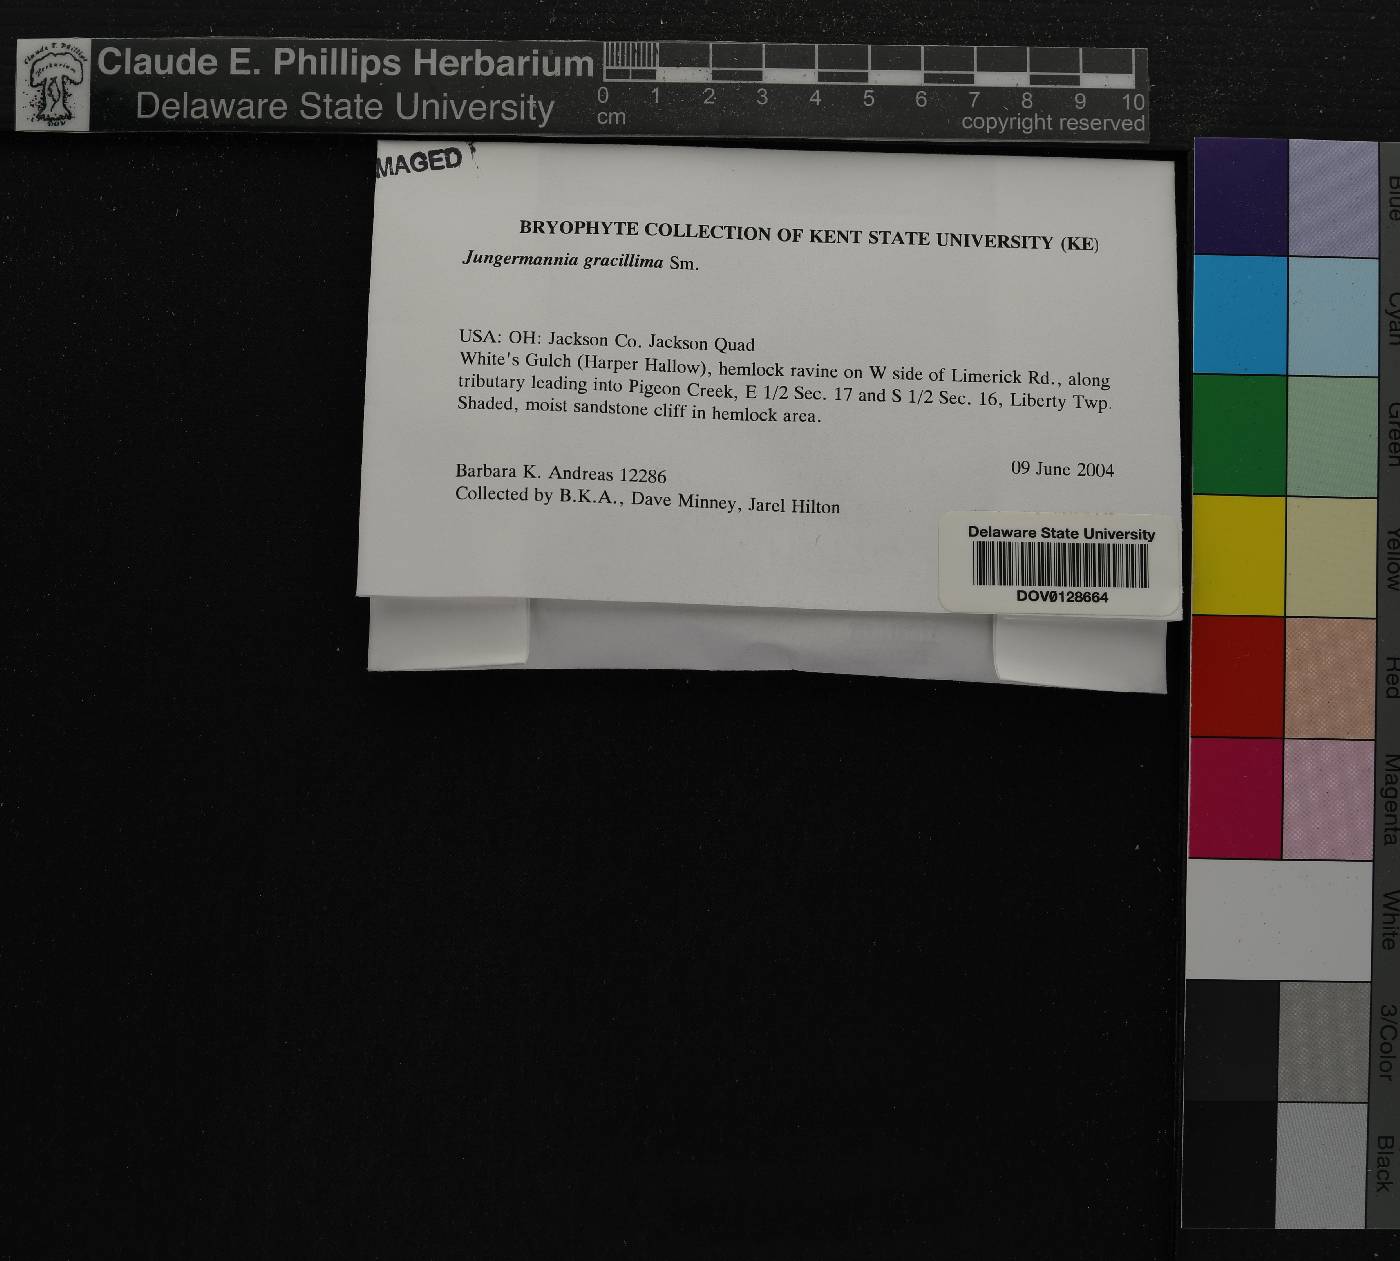 Claude E. Phillips Herbarium
Delaware State University
0 1 2 3 4 5 6 7 8 9 10
cm
copyright reserved
MAGED
BRYOPHYTE COLLECTION OF KENT STATE UNIVERSITY (KE)
Jungermannia gracillima Sm.
USA: OH: Jackson Co. Jackson Quad
White's Gulch (Harper Hallow), hemlock ravine on W side of Limerick Rd., along
tributary leading into Pigeon Creek, E 1/2 Sec. 17 and S 1/2 Sec. 16, Liberty Twp.
Shaded, moist sandstone cliff in hemlock area.
Barbara K. Andreas 12286
09 June 2004
Collected by B.K.A., Dave Minney, Jarel Hilton
Delaware State University
DOV0128664
Blue
Cyan
Green
Yellow
Red
Magenta
White
3/Color
Black